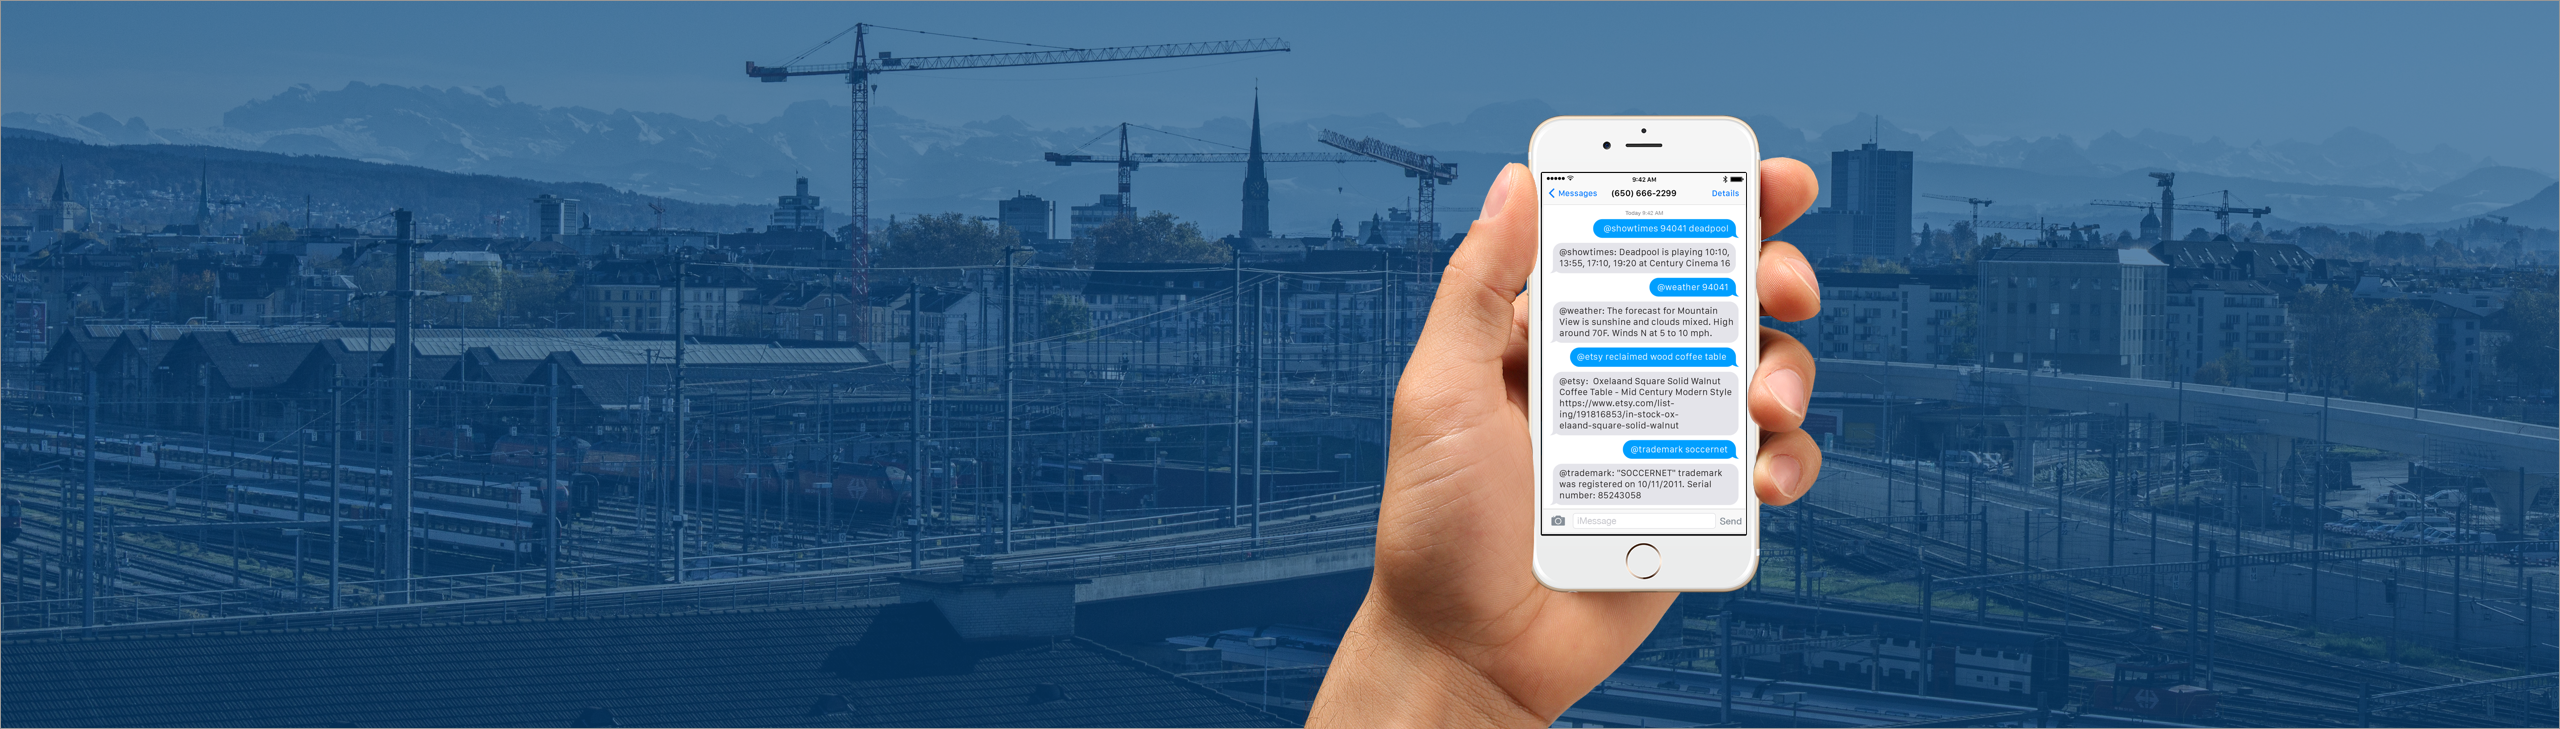 9:42 AM
Messages (650) 666-2299 Details
Today 9:42 AM
@showtimes 94041 deadpool
@showtimes: Deadpool is playing 10:10,
13:55, 17:10, 19:20 at Century Cinema 16
@weather 94041
@weather: The forecast for Mountain
View is sunshine and clouds mixed. High
around 70F. Winds N at 5 to 10 mph.
@etsy reclaimed wood coffee table
@etsy:  Oxelaand Square Solid Walnut
Coffee Table - Mid Century Modern Style
https://www.etsy.com/list-
ing/191816853/in-stock-ox-
elaand-square-solid-walnut
@trademark soccernet
@trademark: "SOCCERNET" trademark
was registered on 10/11/2011. Serial
number: 85243058
iMessage Send